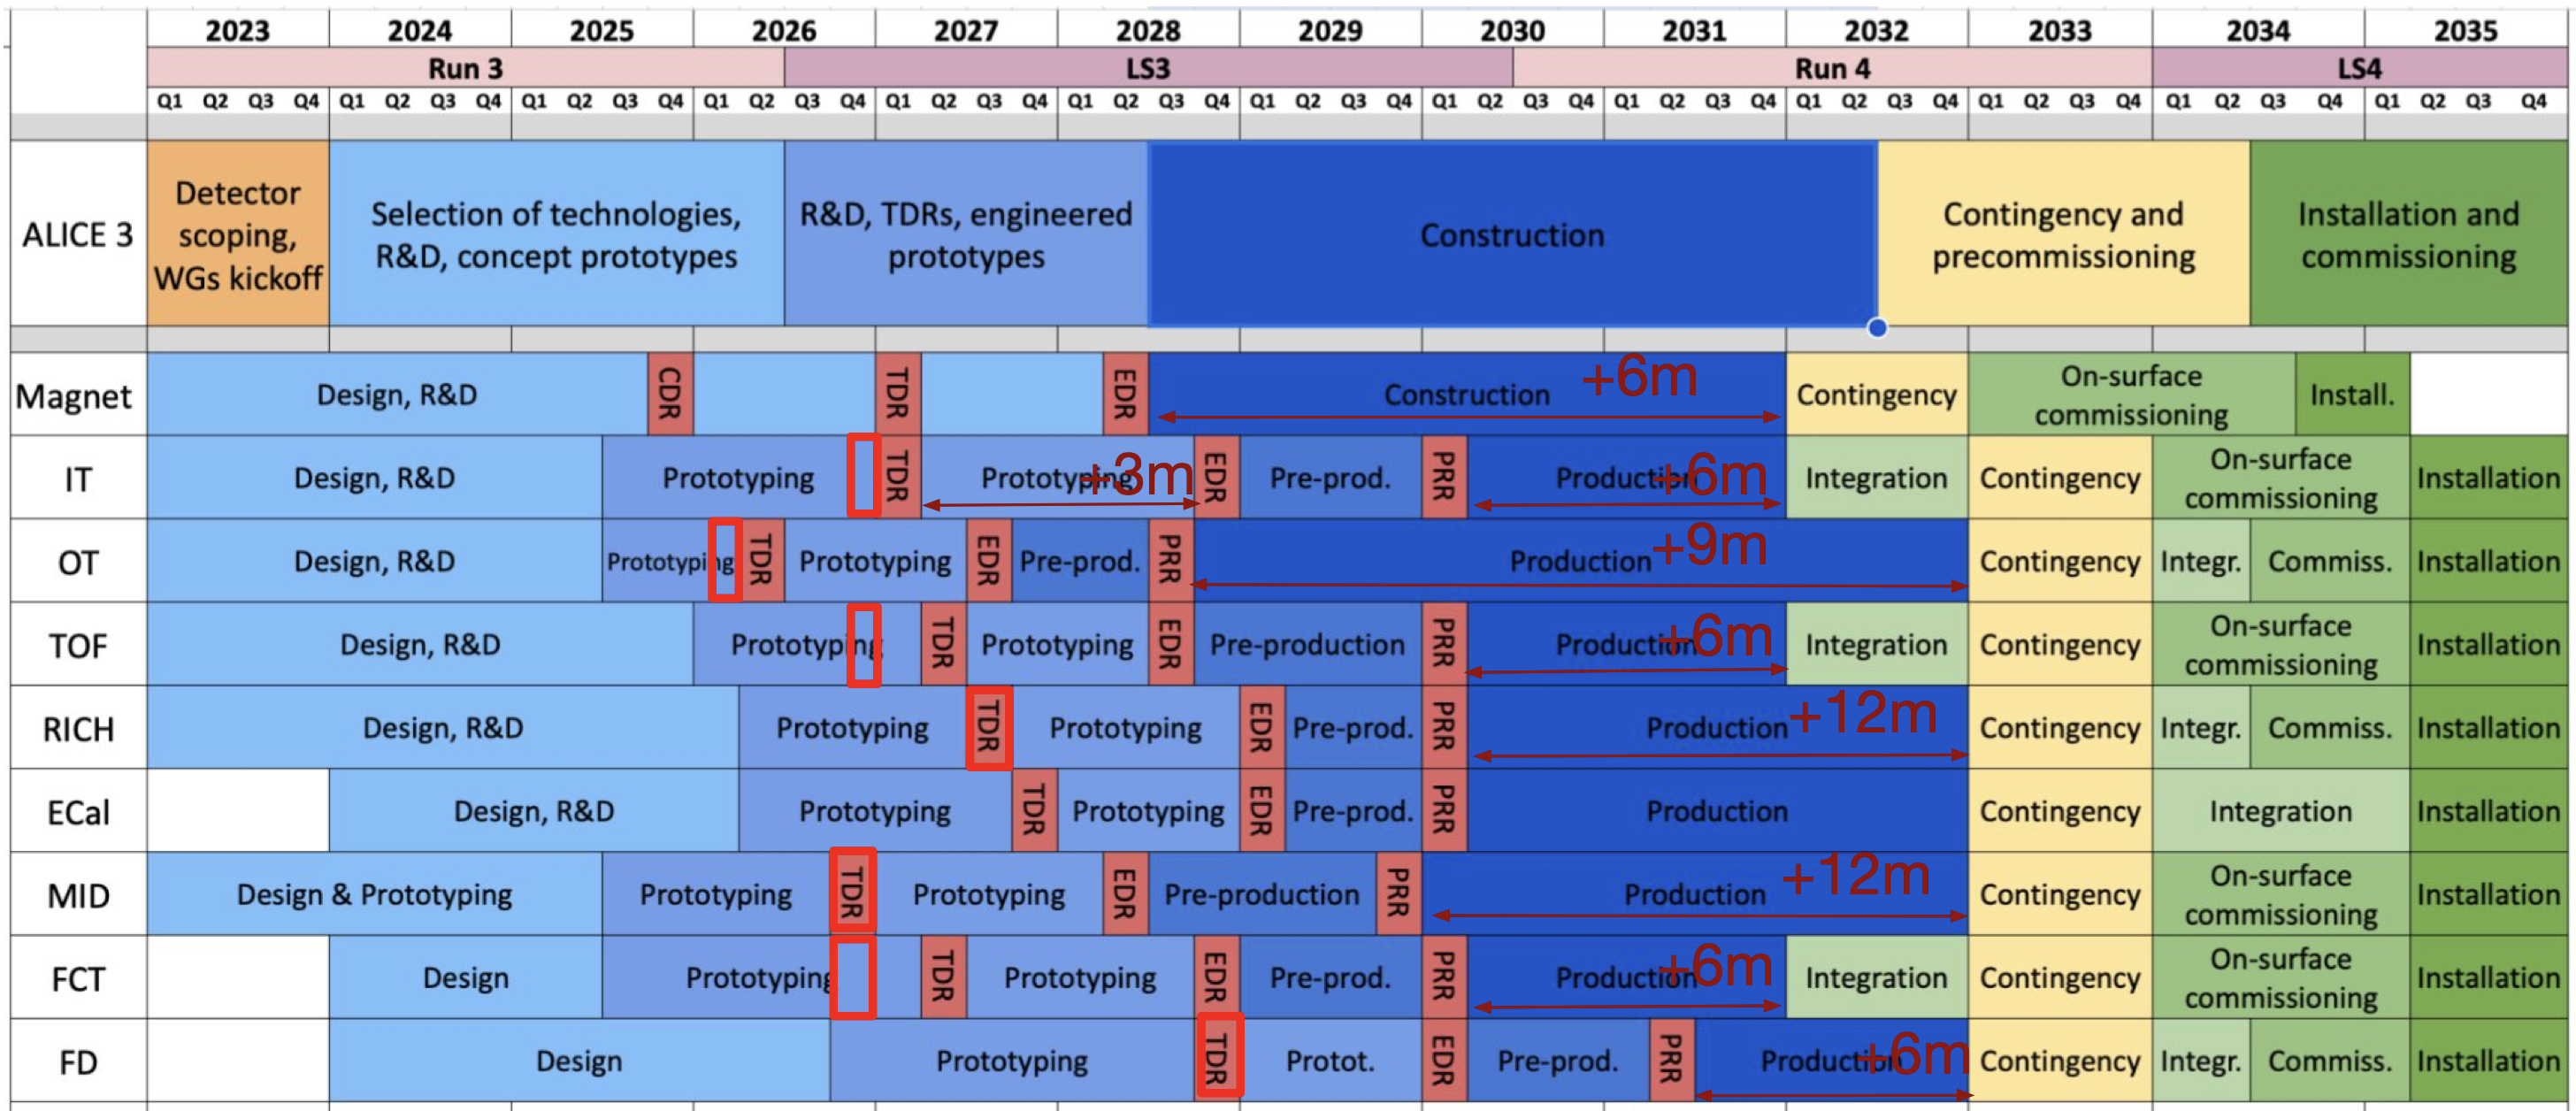 2023 2024 2025 2026 2027 2028 2029 2030 2031 2032 2033 2034 2035
Run 3 LS3 Run 4 LS4
Q1 Q2 Q3 Q4 Q1 Q2 Q3 Q4 Q1 Q2 Q3 Q4 Q1 Q2 Q3 Q4 Q1 Q2 Q3 Q4 Q1 Q2 Q3 Q4 Q1 Q2 Q3 Q4 Q1 Q2 Q3 Q4 Q1 Q2 Q3 Q4 Q1 Q2 Q3 Q4 Q1 Q2 Q3 Q4 Q1 Q2 Q3 Q4 Q1 Q2 Q3 Q4
ALICE 3
Detector
scoping,
WGs kickoff
Selection of technologies,
R&D, concept prototypes
R&D, TDRs, engineered
prototypes
Construction
Contingency and
precommissioning
Installation and
commissioning
Magnet
Design, R&D
CDR
TDR
EDR
Construction
+6m
Contingency
On-surface
commissioning
Install.
IT
Design, R&D
Prototyping
TDR
Prototyping
+3m
EDR
Pre-prod.
PRR
Production
+6m
Integration
Contingency
On-surface
commissioning
Installation
OT
Design, R&D
Prototyping
TDR
Prototyping
EDR
Pre-prod.
PRR
Production
+9m
Contingency
Integr.
Commiss.
Installation
TOF
Design, R&D
Prototyping
TDR
Prototyping
EDR
Pre-production
PRR
Production
+6m
Integration
Contingency
On-surface
commissioning
Installation
RICH
Design, R&D
Prototyping
TDR
Prototyping
EDR
Pre-prod.
PRR
Production
+12m
Contingency
Integr.
Commiss.
Installation
ECal
Design, R&D
Prototyping
TDR
Prototyping
EDR
Pre-prod.
PRR
Production
Contingency
Integration
Installation
MID
Design & Prototyping
Prototyping
TDR
Prototyping
EDR
Pre-production
PRR
Production
+12m
Contingency
On-surface
commissioning
Installation
FCT
Design
Prototyping
TDR
Prototyping
EDR
Pre-prod.
PRR
Production
+6m
Integration
Contingency
On-surface
commissioning
Installation
FD
Design
Prototyping
TDR
Protot.
EDR
Pre-prod.
PRR
Production
+6m
Contingency
Integr.
Commiss.
Installation